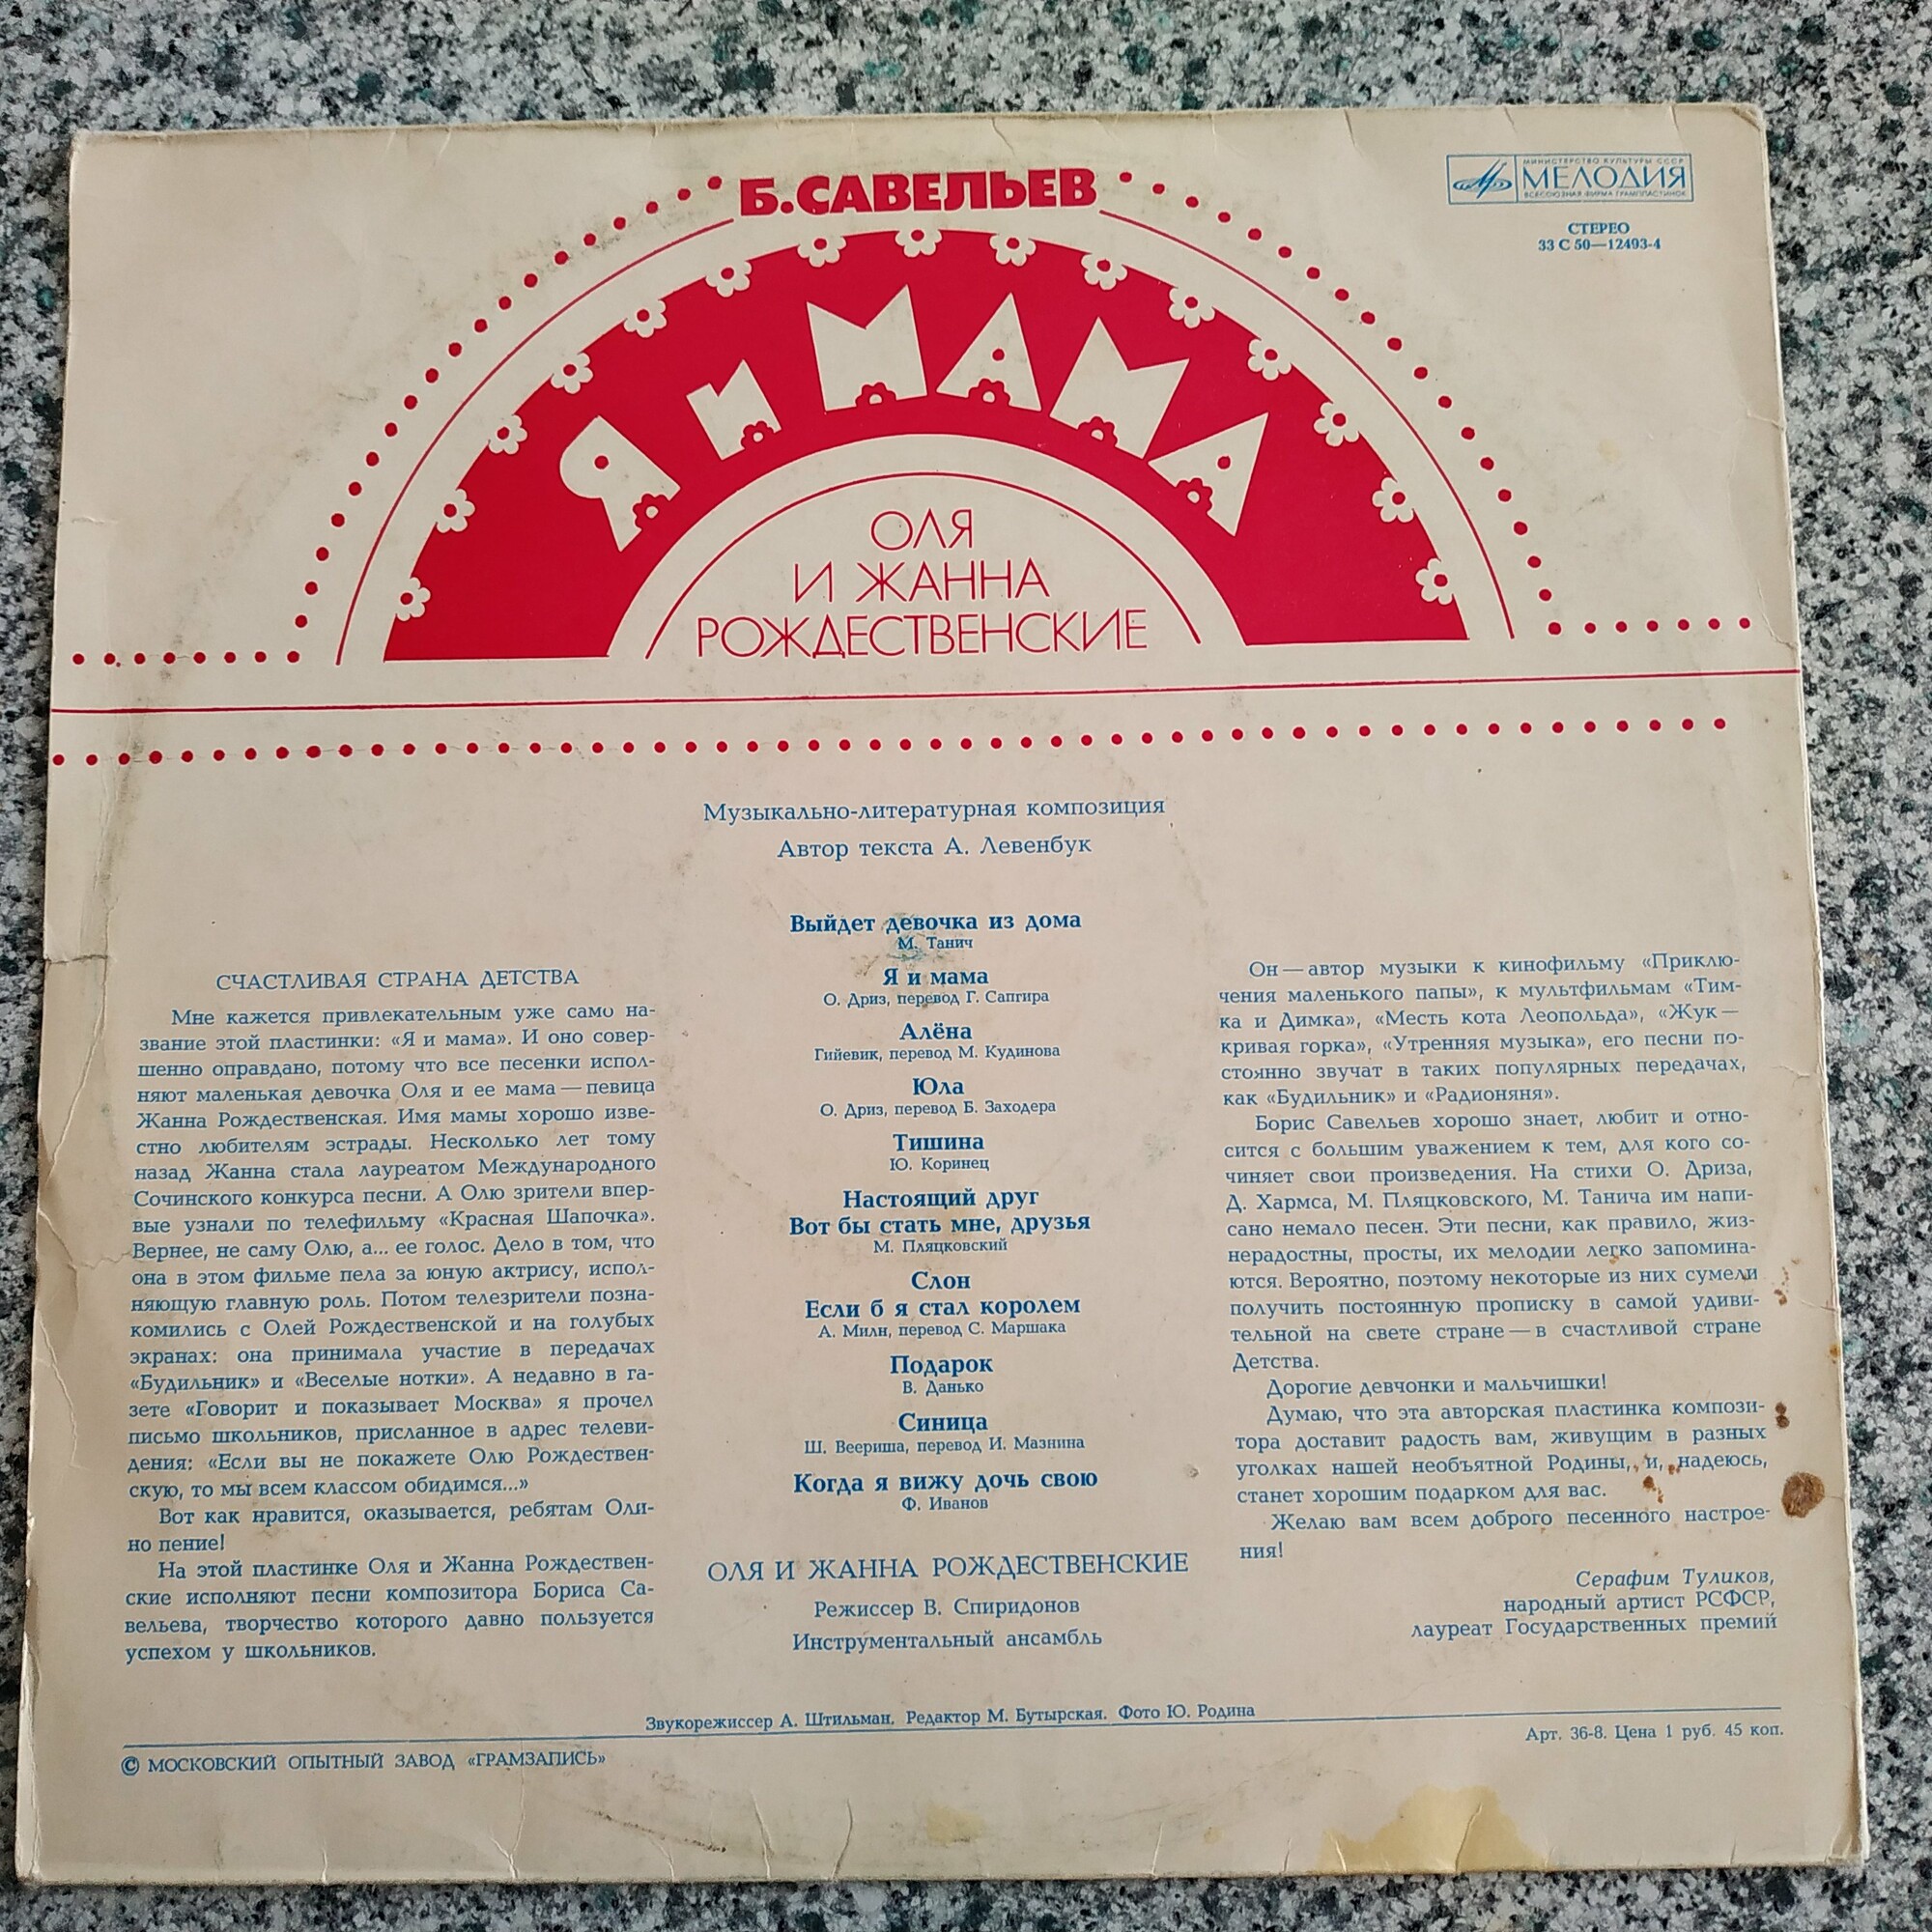 Б.САВЕЛЬЕВ
МИНИСТЕРСТВО КУЛЬТУРЫ СССР
МЕЛОДИЯ
ВСЕСОЮЗНАЯ ФИРМА ГРАМПЛАСТИНОК
СТЕРЕО
33 С 50—12493-4
Я и МАМА
ОЛЯ
И ЖАННА
РОЖДЕСТВЕНСКИЕ
Музыкально-литературная композиция
Автор текста А. Левенбук
СЧАСТЛИВАЯ СТРАНА ДЕТСТВА
Мне кажется привлекательным уже само на-
звание этой пластинки: «Я и мама». И оно совер-
шенно оправдано, потому что все песенки испол-
няют маленькая девочка Оля и ее мама — певица
Жанна Рождественская. Имя мамы хорошо изве-
стно любителям эстрады. Несколько лет тому
назад Жанна стала лауреатом Международного
Сочинского конкурса песни. А Олю зрители впер-
вые узнали по телефильму «Красная Шапочка».
Вернее, не саму Олю, а... ее голос. Дело в том, что
она в этом фильме пела за юную актрису, испол-
няющую главную роль. Потом телезрители позна-
комились с Олей Рождественской и на голубых
экранах: она принимала участие в передачах
«Будильник» и «Веселые нотки». А недавно в га-
зете «Говорит и показывает Москва» я прочел
письмо школьников, присланное в адрес телеви-
дения: «Если вы не покажете Олю Рождествен-
скую, то мы всем классом обидимся...»
Вот как нравится, оказывается, ребятам Оли-
но пение!
На этой пластинке Оля и Жанна Рождествен-
ские исполняют песни композитора Бориса Са-
вельева, творчество которого давно пользуется
успехом у школьников.
Выйдет девочка из дома
М. Танич
Я и мама
О. Дриз, перевод Г. Сапгира
Алёна
Гийевик, перевод М. Кудинова
Юла
О. Дриз, перевод Б. Заходера
Тишина
Ю. Коринец
Настоящий друг
Вот бы стать мне, друзья
М. Пляцковский
Слон
Если б я стал королем
А. Милн, перевод С. Маршака
Подарок
В. Данько
Синица
Ш. Веериша, перевод И. Мазнина
Когда я вижу дочь свою
Ф. Иванов
ОЛЯ И ЖАННА РОЖДЕСТВЕНСКИЕ
Режиссер В. Спиридонов
Инструментальный ансамбль
Он — автор музыки к кинофильму «Приклю-
чения маленького папы», к мультфильмам «Тим-
ка и Димка», «Месть кота Леопольда», «Жук —
кривая горка», «Утренняя музыка», его песни по-
стоянно звучат в таких популярных передачах,
как «Будильник» и «Радионяня».
Борис Савельев хорошо знает, любит и отно-
сится с большим уважением к тем, для кого со-
чиняет свои произведения. На стихи О. Дриза,
Д. Хармса, М. Пляцковского, М. Танича им напи-
сано немало песен. Эти песни, как правило, жиз-
нерадостны, просты, их мелодии легко запомина-
ются. Вероятно, поэтому некоторые из них сумели
получить постоянную прописку в самой удиви-
тельной на свете стране — в счастливой стране
Детства.
Дорогие девчонки и мальчишки!
Думаю, что эта авторская пластинка компози-
тора доставит радость вам, живущим в разных
уголках нашей необъятной Родины, и, надеюсь,
станет хорошим подарком для вас.
Желаю вам всем доброго песенного настрое-
ния!
Серафим Туликов,
народный артист РСФСР,
лауреат Государственных премий
Звукорежиссер А. Штильман. Редактор М. Бутырская. Фото Ю. Родина
Арт. 36-8. Цена 1 руб. 45 коп.
© МОСКОВСКИЙ ОПЫТНЫЙ ЗАВОД «ГРАМЗАПИСЬ»